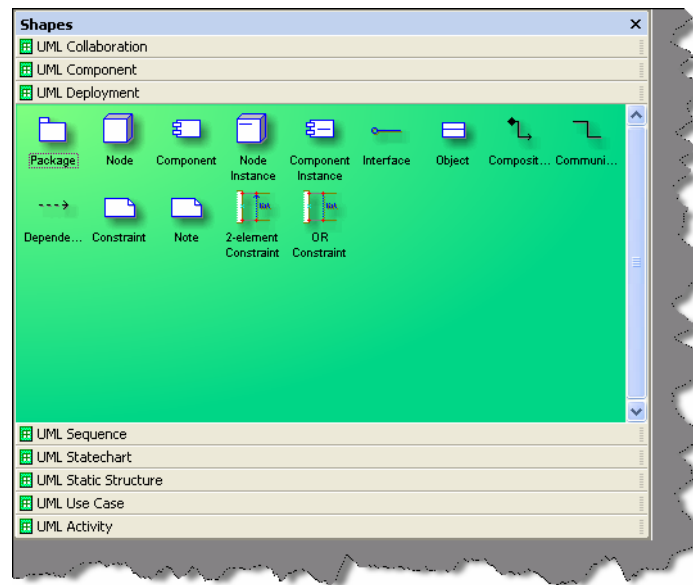 Shapes
UML Collaboration
UML Component
UML Deployment
Package Node Component Node Instance Component Instance Interface Object Composit... Communi...
Depende... Constraint Note 2-element Constraint OR Constraint
UML Sequence
UML Statechart
UML Static Structure
UML Use Case
UML Activity